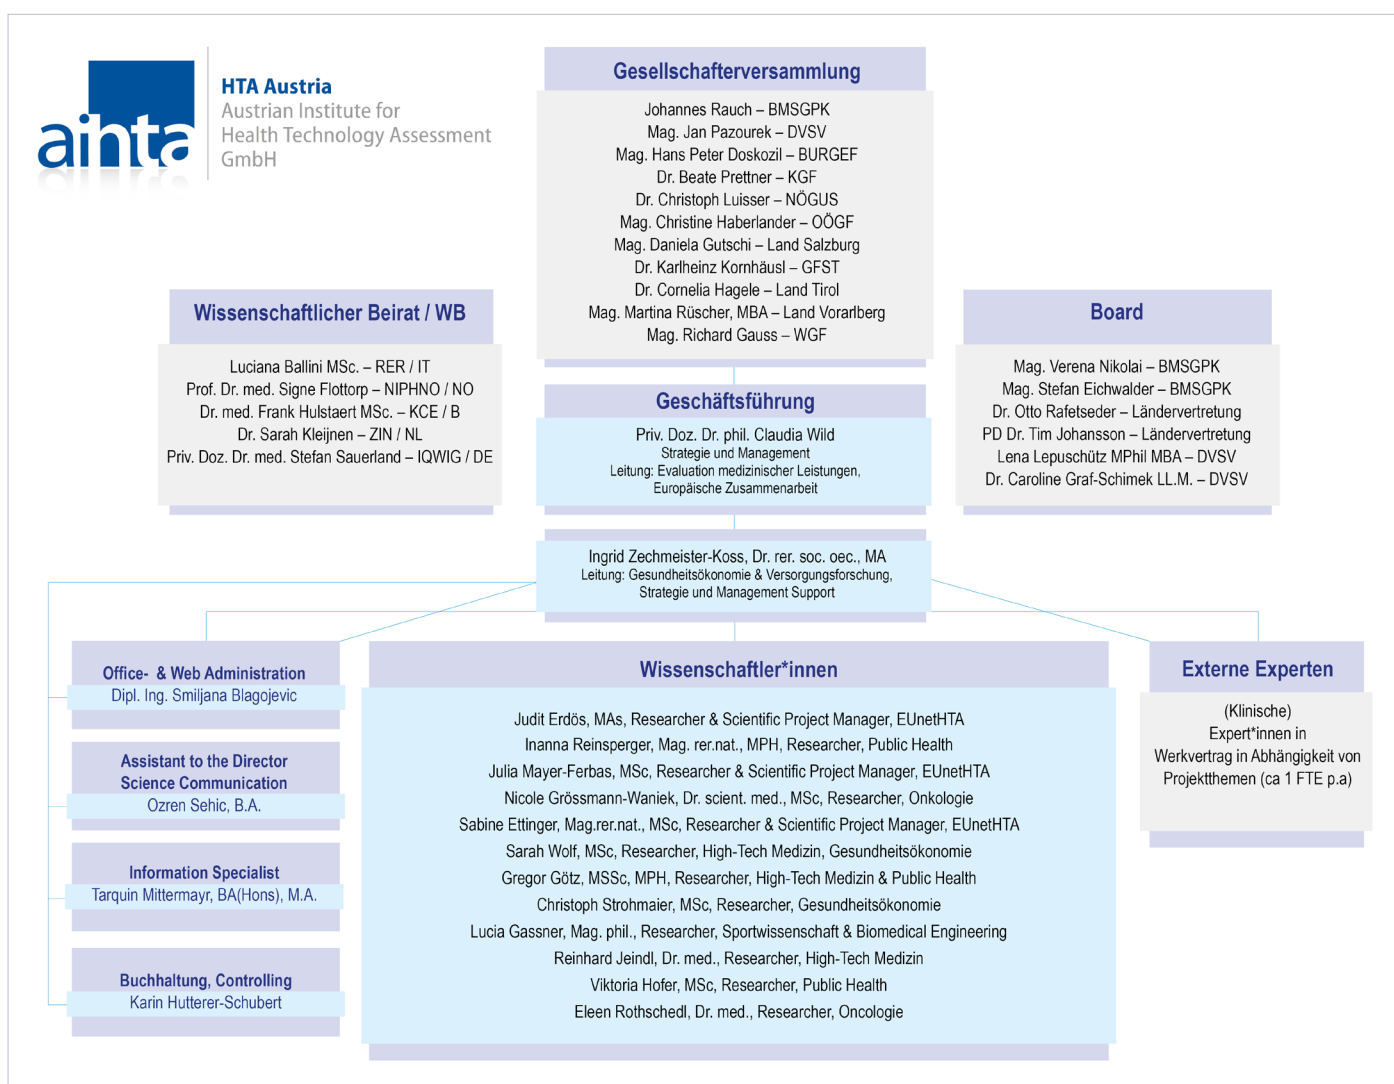 aihta
HTA Austria
Austrian Institute for
Health Technology Assessment
GmbH
Gesellschafterversammlung
Johannes Rauch – BMSGPK
Mag. Jan Pazourek – DVSV
Mag. Hans Peter Doskozil – BURGEF
Dr. Beate Prettner – KGF
Dr. Christoph Luisser – NÖGUS
Mag. Christine Haberlander – OÖGF
Mag. Daniela Gutschi – Land Salzburg
Dr. Karlheinz Kornhäusl – GFST
Dr. Cornelia Hagele – Land Tirol
Mag. Martina Rüscher, MBA – Land Vorarlberg
Mag. Richard Gauss – WGF
Wissenschaftlicher Beirat / WB
Luciana Ballini MSc. – RER / IT
Prof. Dr. med. Signe Flottorp – NIPHNO / NO
Dr. med. Frank Hulstaert MSc. – KCE / B
Dr. Sarah Kleijnen – ZIN / NL
Priv. Doz. Dr. med. Stefan Sauerland – IQWIG / DE
Board
Mag. Verena Nikolai – BMSGPK
Mag. Stefan Eichwalder – BMSGPK
Dr. Otto Rafetseder – Ländervertretung
PD Dr. Tim Johansson – Ländervertretung
Lena Lepuschütz MPhil MBA – DVSV
Dr. Caroline Graf-Schimek LL.M. – DVSV
Geschäftsführung
Priv. Doz. Dr. phil. Claudia Wild
Strategie und Management
Leitung: Evaluation medizinischer Leistungen,
Europäische Zusammenarbeit
Ingrid Zechmeister-Koss, Dr. rer. soc. oec., MA
Leitung: Gesundheitsökonomie & Versorgungsforschung,
Strategie und Management Support
Office- & Web Administration
Dipl. Ing. Smiljana Blagojevic
Assistant to the Director
Science Communication
Ozren Sehic, B.A.
Information Specialist
Tarquin Mittermayr, BA(Hons), M.A.
Buchhaltung, Controlling
Karin Hutterer-Schubert
Wissenschaftler*innen
Judit Erdös, MAs, Researcher & Scientific Project Manager, EUnetHTA
Inanna Reinsperger, Mag. rer.nat., MPH, Researcher, Public Health
Julia Mayer-Ferbas, MSc, Researcher & Scientific Project Manager, EUnetHTA
Nicole Grössmann-Waniek, Dr. scient. med., MSc, Researcher, Onkologie
Sabine Ettinger, Mag.rer.nat., MSc, Researcher & Scientific Project Manager, EUnetHTA
Sarah Wolf, MSc, Researcher, High-Tech Medizin, Gesundheitsökonomie
Gregor Götz, MSSc, MPH, Researcher, High-Tech Medizin & Public Health
Christoph Strohmaier, MSc, Researcher, Gesundheitsökonomie
Lucia Gassner, Mag. phil., Researcher, Sportwissenschaft & Biomedical Engineering
Reinhard Jeindl, Dr. med., Researcher, High-Tech Medizin
Viktoria Hofer, MSc, Researcher, Public Health
Eileen Rothschedl, Dr. med., Researcher, Oncologie
Externe Experten
(Klinische)
Expert*innen in
Werkvertrag in Abhängigkeit von
Projektthemen (ca 1 FTE p.a)